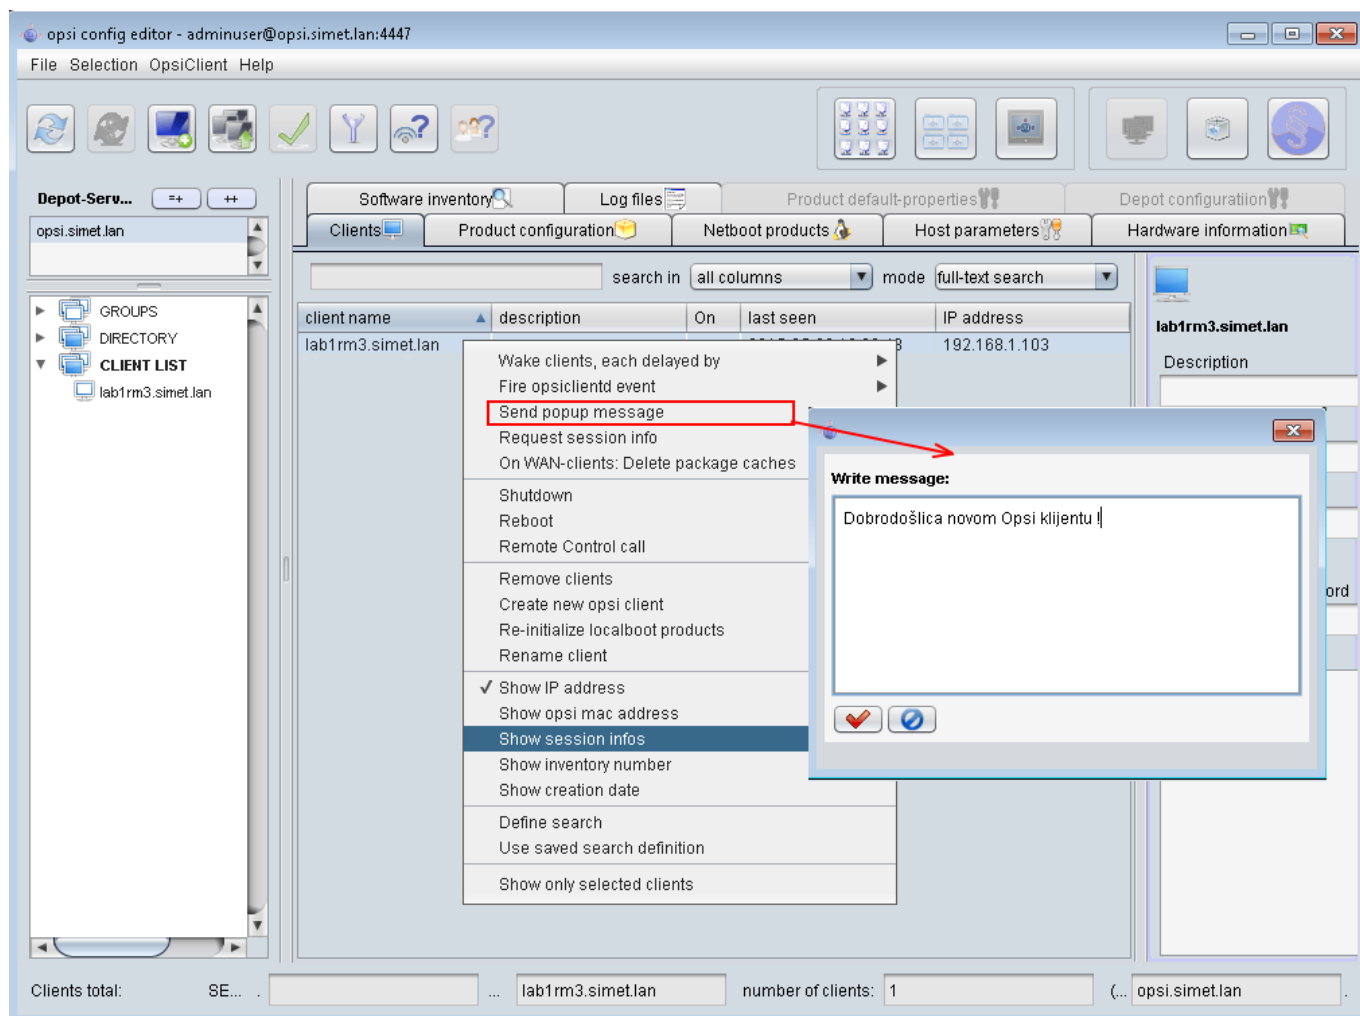 opsi config editor - adminuser@opsi.simet.lan:4447
File Selection OpsiClient Help
Depot-Serv... =+ ++
opsi.simet.lan
GROUPS
DIRECTORY
CLIENT LIST
lab1rm3.simet.lan
Software inventory Log files Product default-properties Depot configuratiion
Clients Product configuration Netboot products Host parameters Hardware information
search in all columns mode full-text search
client name description On last seen IP address
lab1rm3.simet.lan 192.168.1.103
Wake clients, each delayed by
Fire opsiclientd event
Send popup message
Request session info
On WAN-clients: Delete package caches
Shutdown
Reboot
Remote Control call
Remove clients
Create new opsi client
Re-initialize localboot products
Rename client
Show IP address
Show opsi mac address
Show session infos
Show inventory number
Show creation date
Define search
Use saved search definition
Show only selected clients
Write message:
Dobrodošlica novom Opsi klijentu !
lab1rm3.simet.lan
Description
ord
Clients total: SE... . ... lab1rm3.simet.lan number of clients: 1 (... opsi.simet.lan .